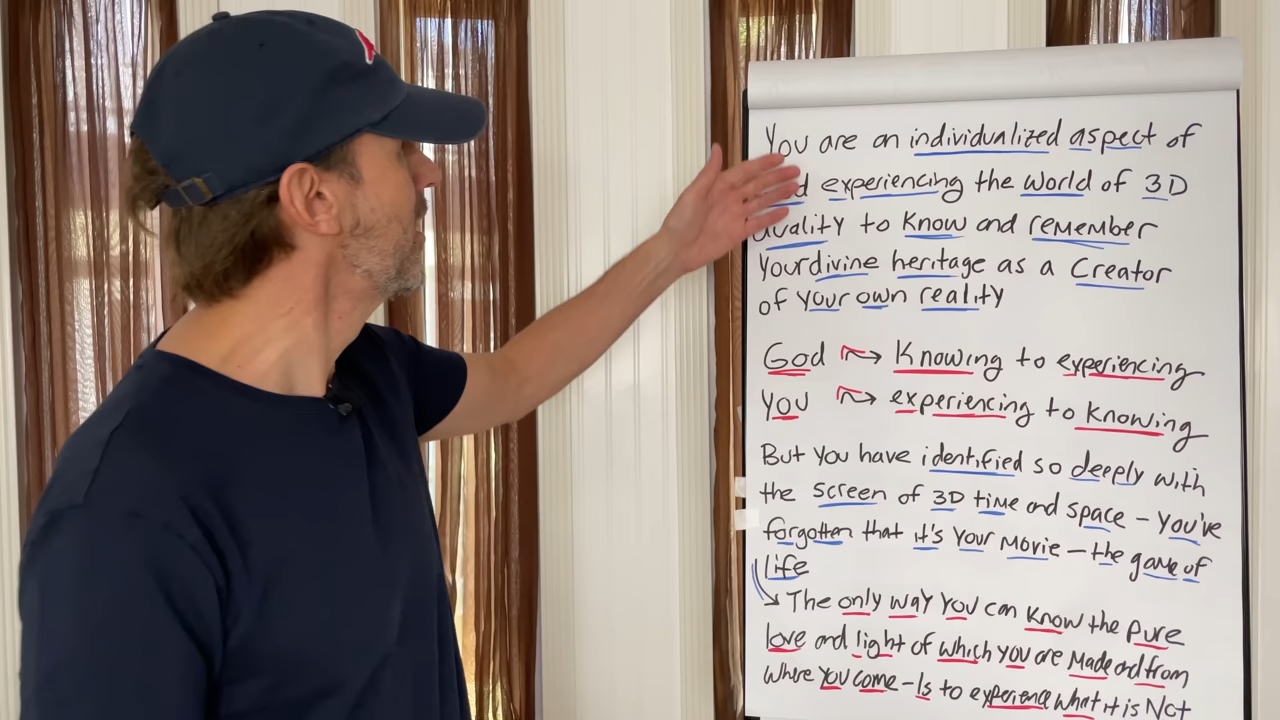 You are an individualized aspect of
experiencing the world of 3D
duality to know and remember
Your divine heritage as a Creator
of your own reality
God → Knowing to experiencing
You → experiencing to Knowing
But you have identified so deeply with
the screen of 3D time and space – you've
forgotten that it's your movie – the game of
life
→ The only way you can know the pure
love and light of which you are made and from
where you come – Is to experience what it is Not